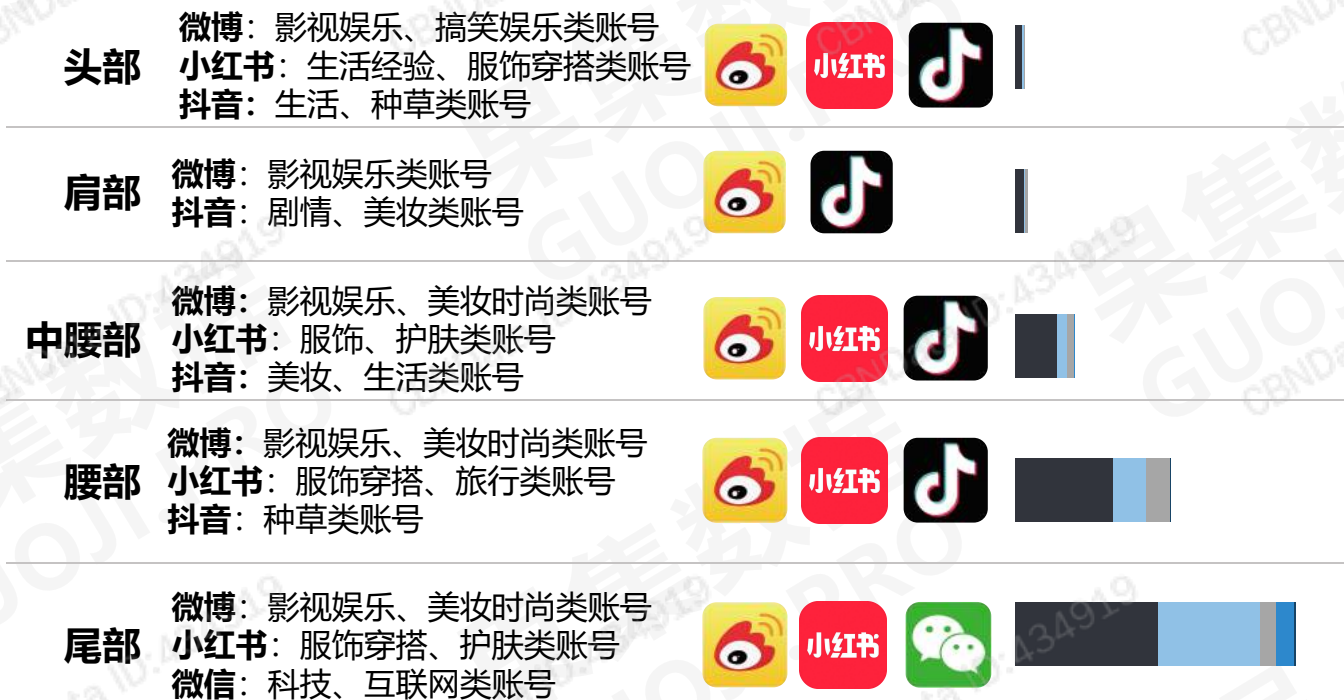 头部
微博：影视娱乐、搞笑娱乐类账号
小红书：生活经验、服饰穿搭类账号
抖音：生活、种草类账号
小红书
肩部
微博：影视娱乐类账号
抖音：剧情、美妆类账号
中腰部
微博：影视娱乐、美妆时尚类账号
小红书：服饰、护肤类账号
抖音：美妆、生活类账号
小红书
腰部
微博：影视娱乐、美妆时尚类账号
小红书：服饰穿搭、旅行类账号
抖音：种草类账号
小红书
尾部
微博：影视娱乐、美妆时尚类账号
小红书：服饰穿搭、护肤类账号
微信：科技、互联网类账号
小红书
果集数据
GUOJI.PRO
CBNData ID:434919